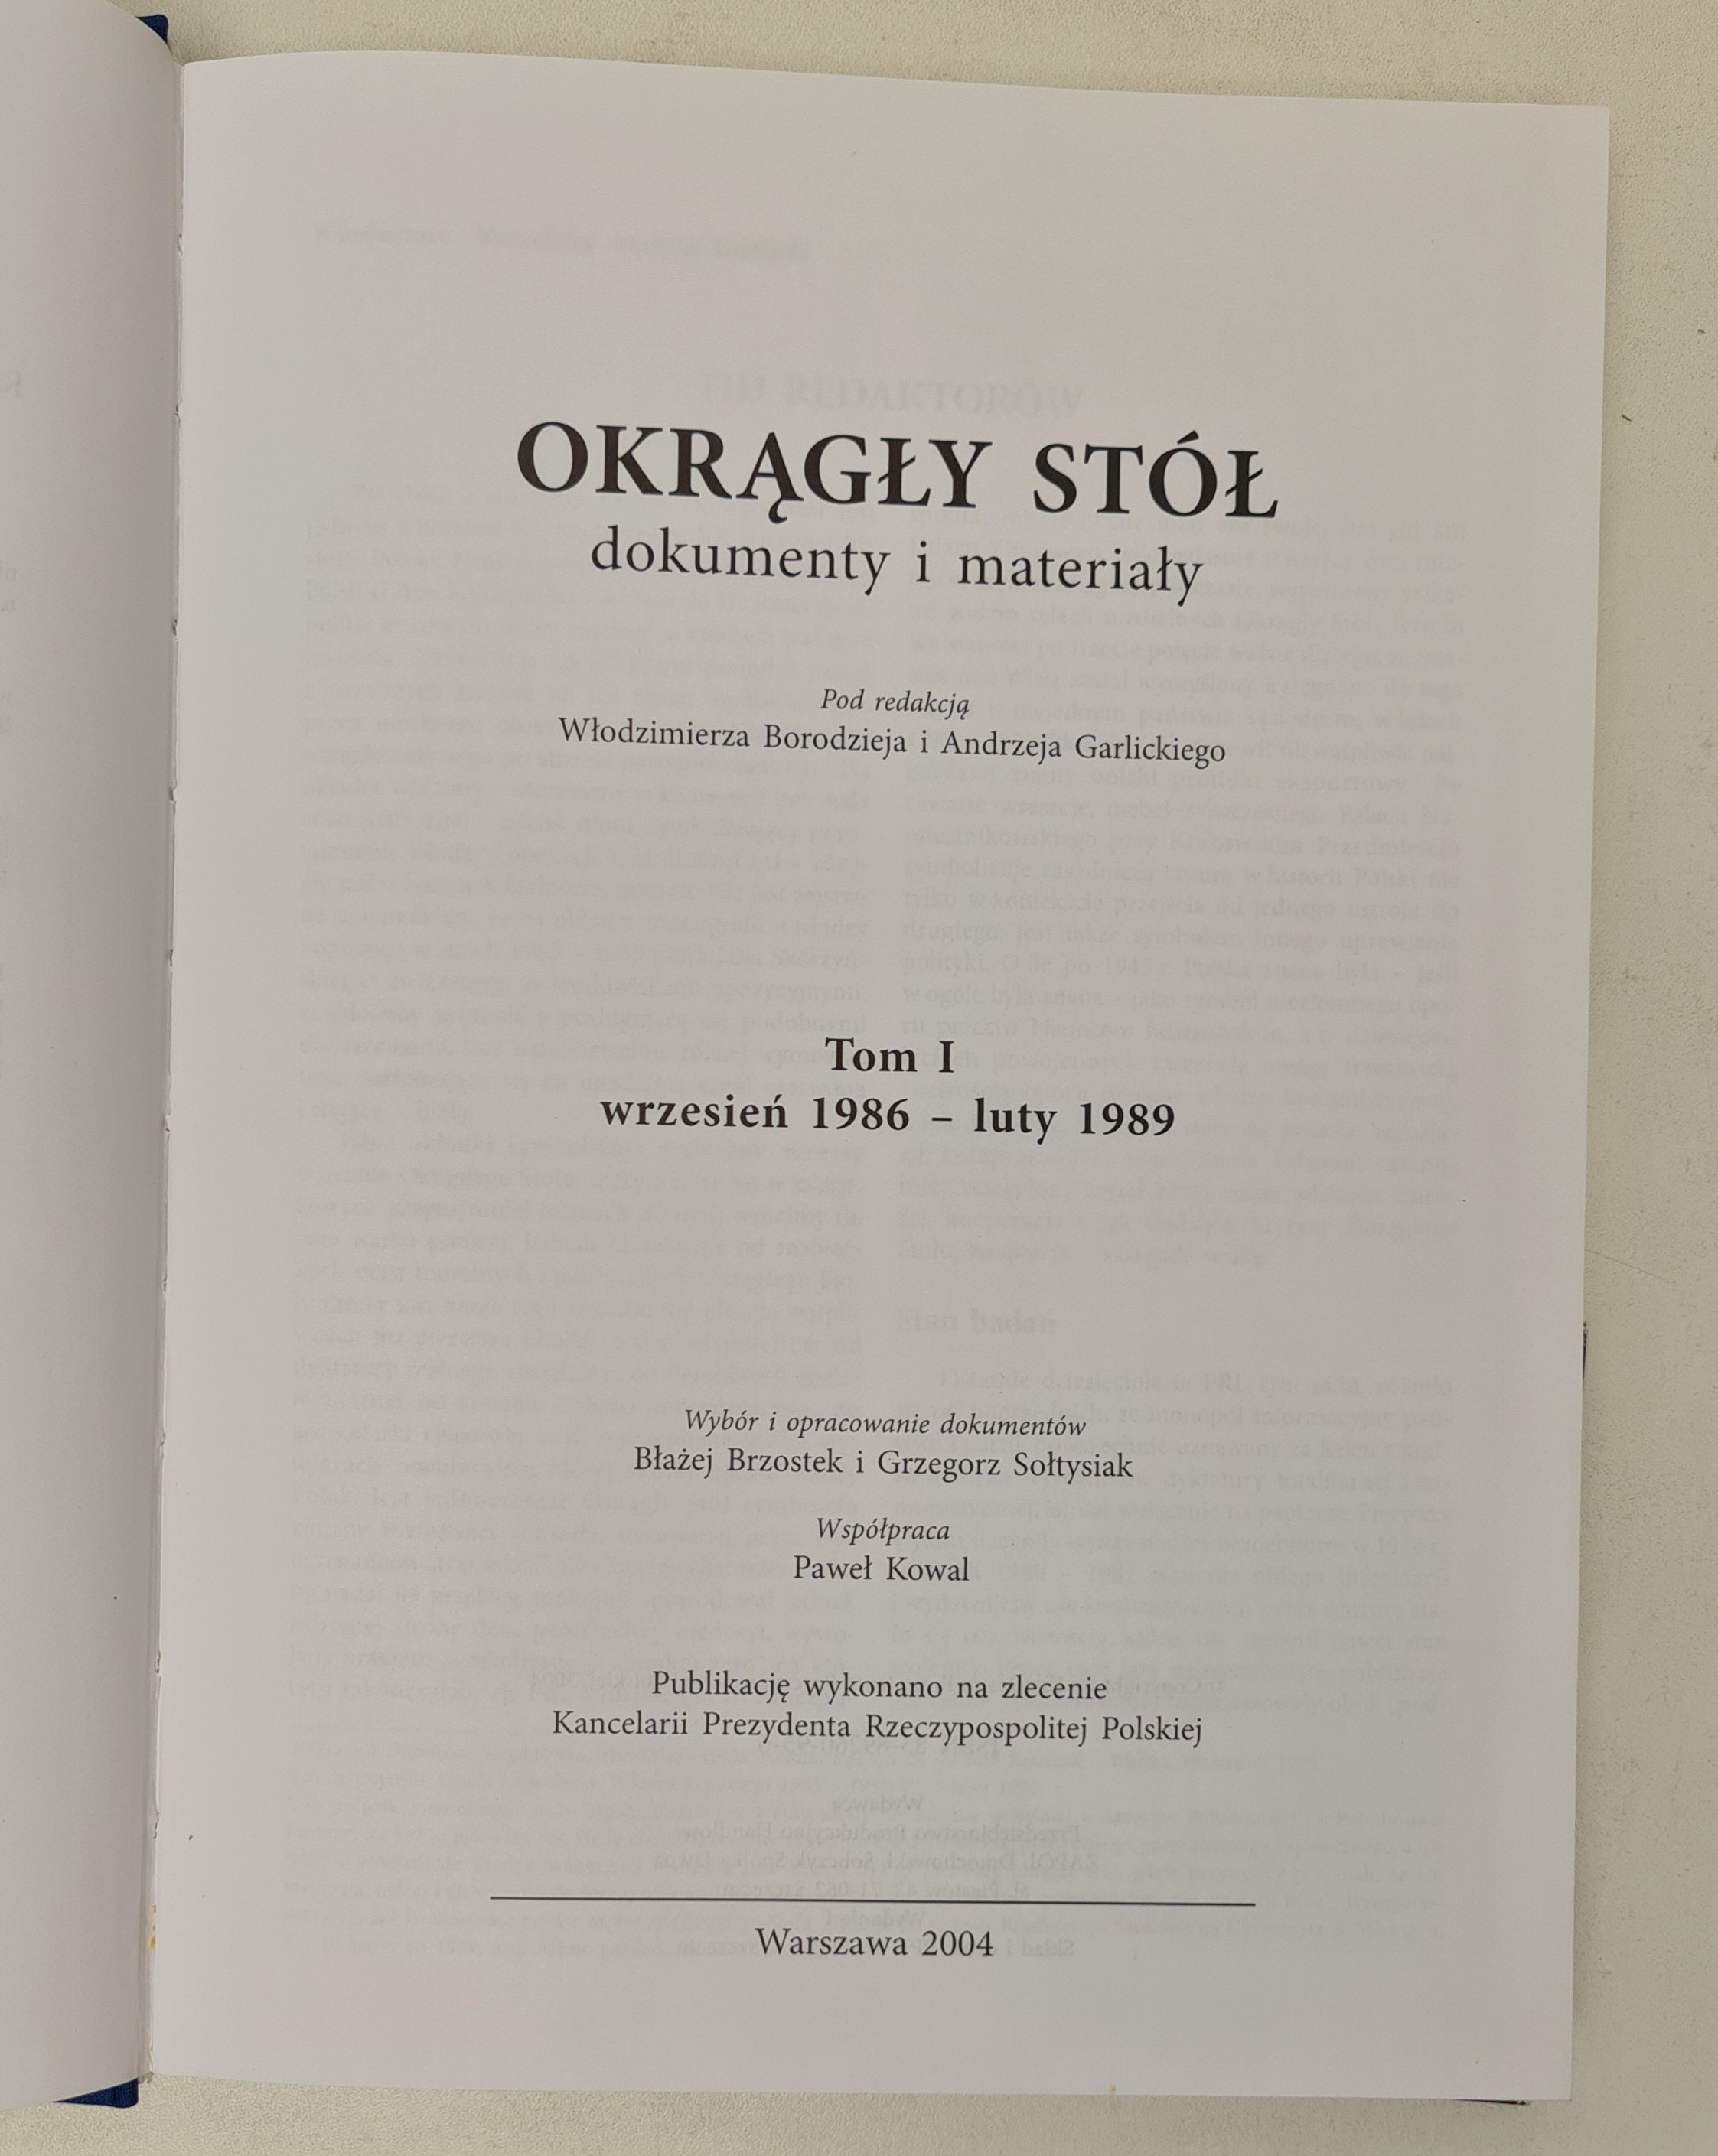 OKRĄGŁY STÓŁ
dokumenty i materiały
Pod redakcją
Włodzimierza Borodzieja i Andrzeja Garlickiego
Tom I
wrzesień 1986 – luty 1989
Wybór i opracowanie dokumentów
Błażej Brzostek i Grzegorz Sołtysiak
Współpraca
Paweł Kowal
Publikację wykonano na zlecenie
Kancelarii Prezydenta Rzeczypospolitej Polskiej
Warszawa 2004